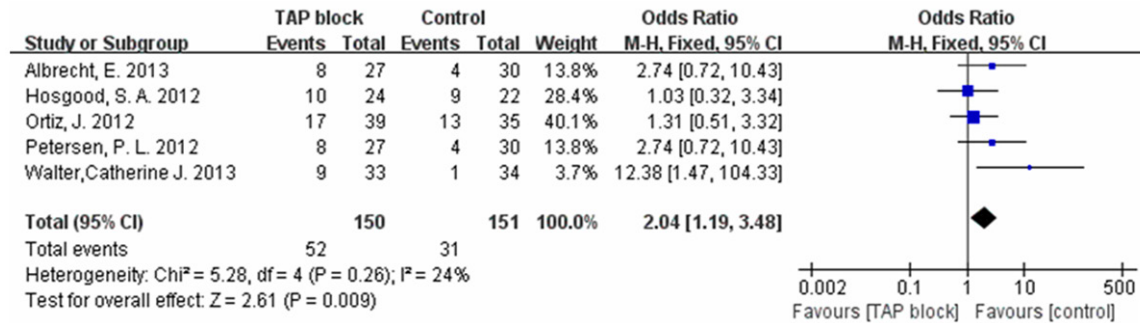 TAP block Control Odds Ratio Odds Ratio
Study or Subgroup Events Total Events Total Weight M-H, Fixed, 95% CI M-H, Fixed, 95% CI
Albrecht, E. 2013 8 27 4 30 13.8% 2.74 [0.72, 10.43]
Hosgood, S. A. 2012 10 24 9 22 28.4% 1.03 [0.32, 3.34]
Ortiz, J. 2012 17 39 13 35 40.1% 1.31 [0.51, 3.32]
Petersen, P. L. 2012 8 27 4 30 13.8% 2.74 [0.72, 10.43]
Walter,Catherine J. 2013 9 33 1 34 3.7% 12.38 [1.47, 104.33]
Total (95% CI) 150 151 100.0% 2.04 [1.19, 3.48]
Total events 52 31
Heterogeneity: Chi² = 5.28, df = 4 (P = 0.26); I² = 24%
Test for overall effect: Z = 2.61 (P = 0.009)
0.002 0.1 1 10 500
Favours [TAP block] Favours [control]